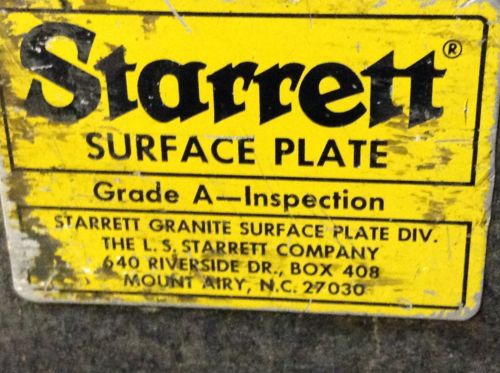 Starrett®
SURFACE PLATE
Grade A—Inspection
STARRETT GRANITE SURFACE PLATE DIV.
THE L.S. STARRETT COMPANY
640 RIVERSIDE DR., BOX 408
MOUNT AIRY, N.C. 27030